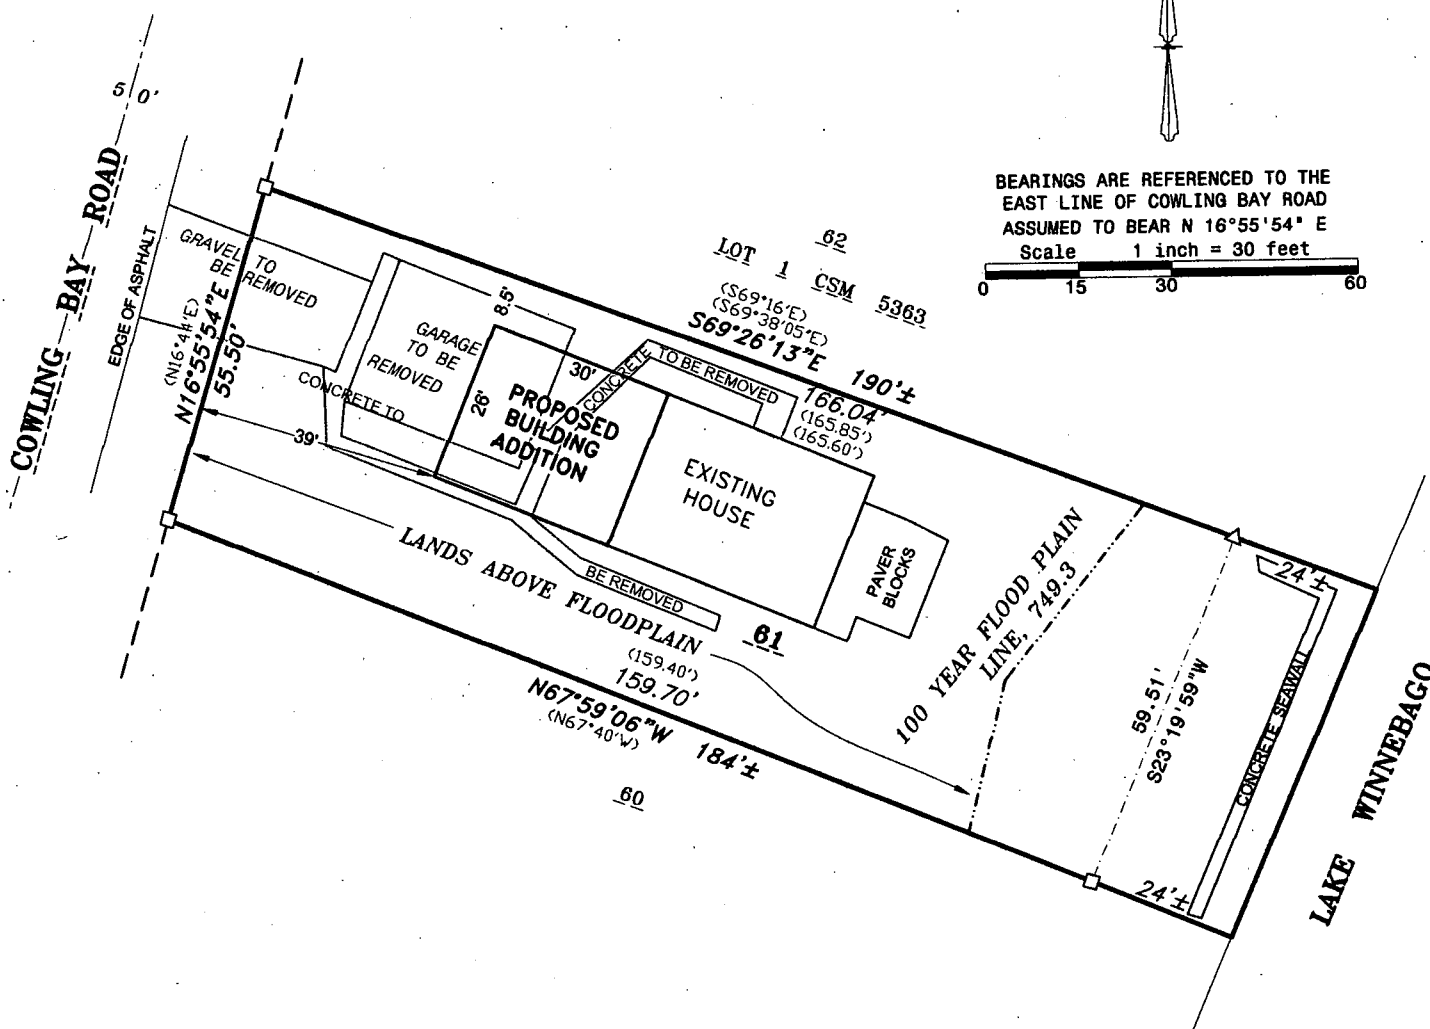 50'
COWLING BAY ROAD
EDGE OF ASPHALT
GRAVEL TO
BE REMOVED
(N16°44'E)
N16°55'54"E
55.50'
BEARINGS ARE REFERENCED TO THE
EAST LINE OF COWLING BAY ROAD
ASSUMED TO BEAR N 16°55'54" E
Scale 1 inch = 30 feet
0 15 30 60
62
LOT 1 CSM 5363
(S69°16'E)
(S69°38'05"E)
S69°26'13"E 190'±
166.04'
(165.85')
(165.60')
GARAGE
TO BE
REMOVED
8.5'
30'
26'
39'
PROPOSED
BUILDING
ADDITION
CONCRETE TO BE REMOVED
CONCRETE TO
BE REMOVED
EXISTING
HOUSE
PAVER
BLOCKS
LANDS ABOVE FLOODPLAIN
61
(159.40')
159.70'
N67°59'06"W 184'±
(N67°40'W)
60
100 YEAR FLOOD PLAIN
LINE, 749.3
59.51'
S23°19'59"W
24'±
CONCRETE SEAWALL
24'±
LAKE WINNEBAGO